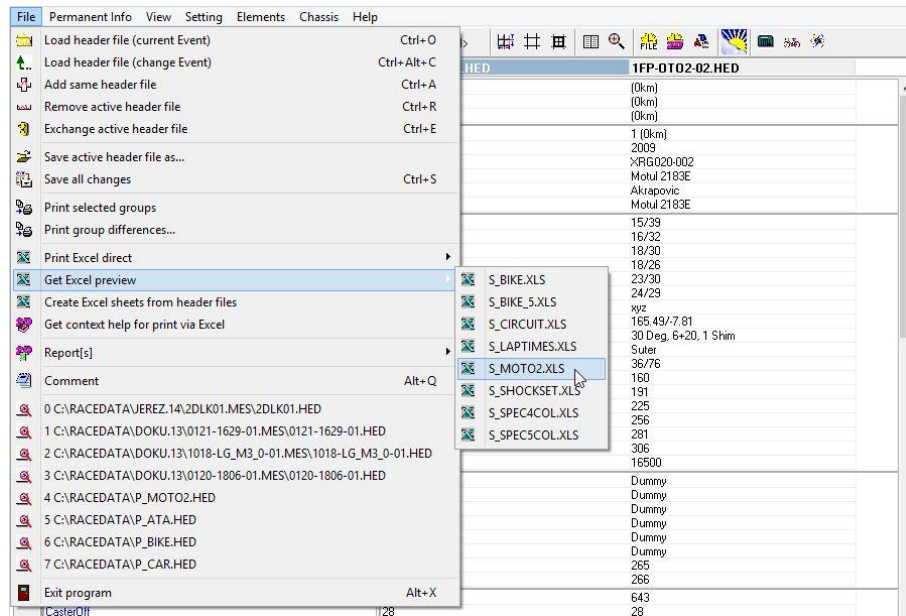 File Permanent Info View Setting Elements Chassis Help
Load header file (current Event) Ctrl+O
Load header file (change Event) Ctrl+Alt+C
Add same header file Ctrl+A
Remove active header file Ctrl+R
Exchange active header file Ctrl+E
Save active header file as...
Save all changes Ctrl+S
Print selected groups
Print group differences...
Print Excel direct
Get Excel preview
Create Excel sheets from header files
Get context help for print via Excel
Report[s]
Comment Alt+Q
0 C:\RACEDATA\JEREZ.14\2DLK01.MES\2DLK01.HED
1 C:\RACEDATA\DOKU.13\0121-1629-01.MES\0121-1629-01.HED
2 C:\RACEDATA\DOKU.13\1018-LG_M3_0-01.MES\1018-LG_M3_0-01.HED
3 C:\RACEDATA\DOKU.13\0120-1806-01.MES\0120-1806-01.HED
4 C:\RACEDATA\P_MOTO2.HED
5 C:\RACEDATA\P_ATA.HED
6 C:\RACEDATA\P_BIKE.HED
7 C:\RACEDATA\P_CAR.HED
Exit program Alt+X
S_BIKE.XLS
S_BIKE_5.XLS
S_CIRCUIT.XLS
S_LAPTIMES.XLS
S_MOTO2.XLS
S_SHOCKSET.XLS
S_SPEC4COL.XLS
S_SPEC5COL.XLS
.HED 1FP-OTO2-02.HED
(0km)
(0km)
(0km)
1 (0km)
2009
XRG020-002
Motul 2183E
Akrapovic
Motul 2183E
15/39
16/32
18/30
18/26
23/30
24/29
xyz
165.49/-7.81
30 Deg, 6+20, 1 Shim
Suter
36/76
160
191
225
256
281
306
16500
Dummy
Dummy
Dummy
Dummy
Dummy
Dummy
265
266
643
CasterOff 28 28